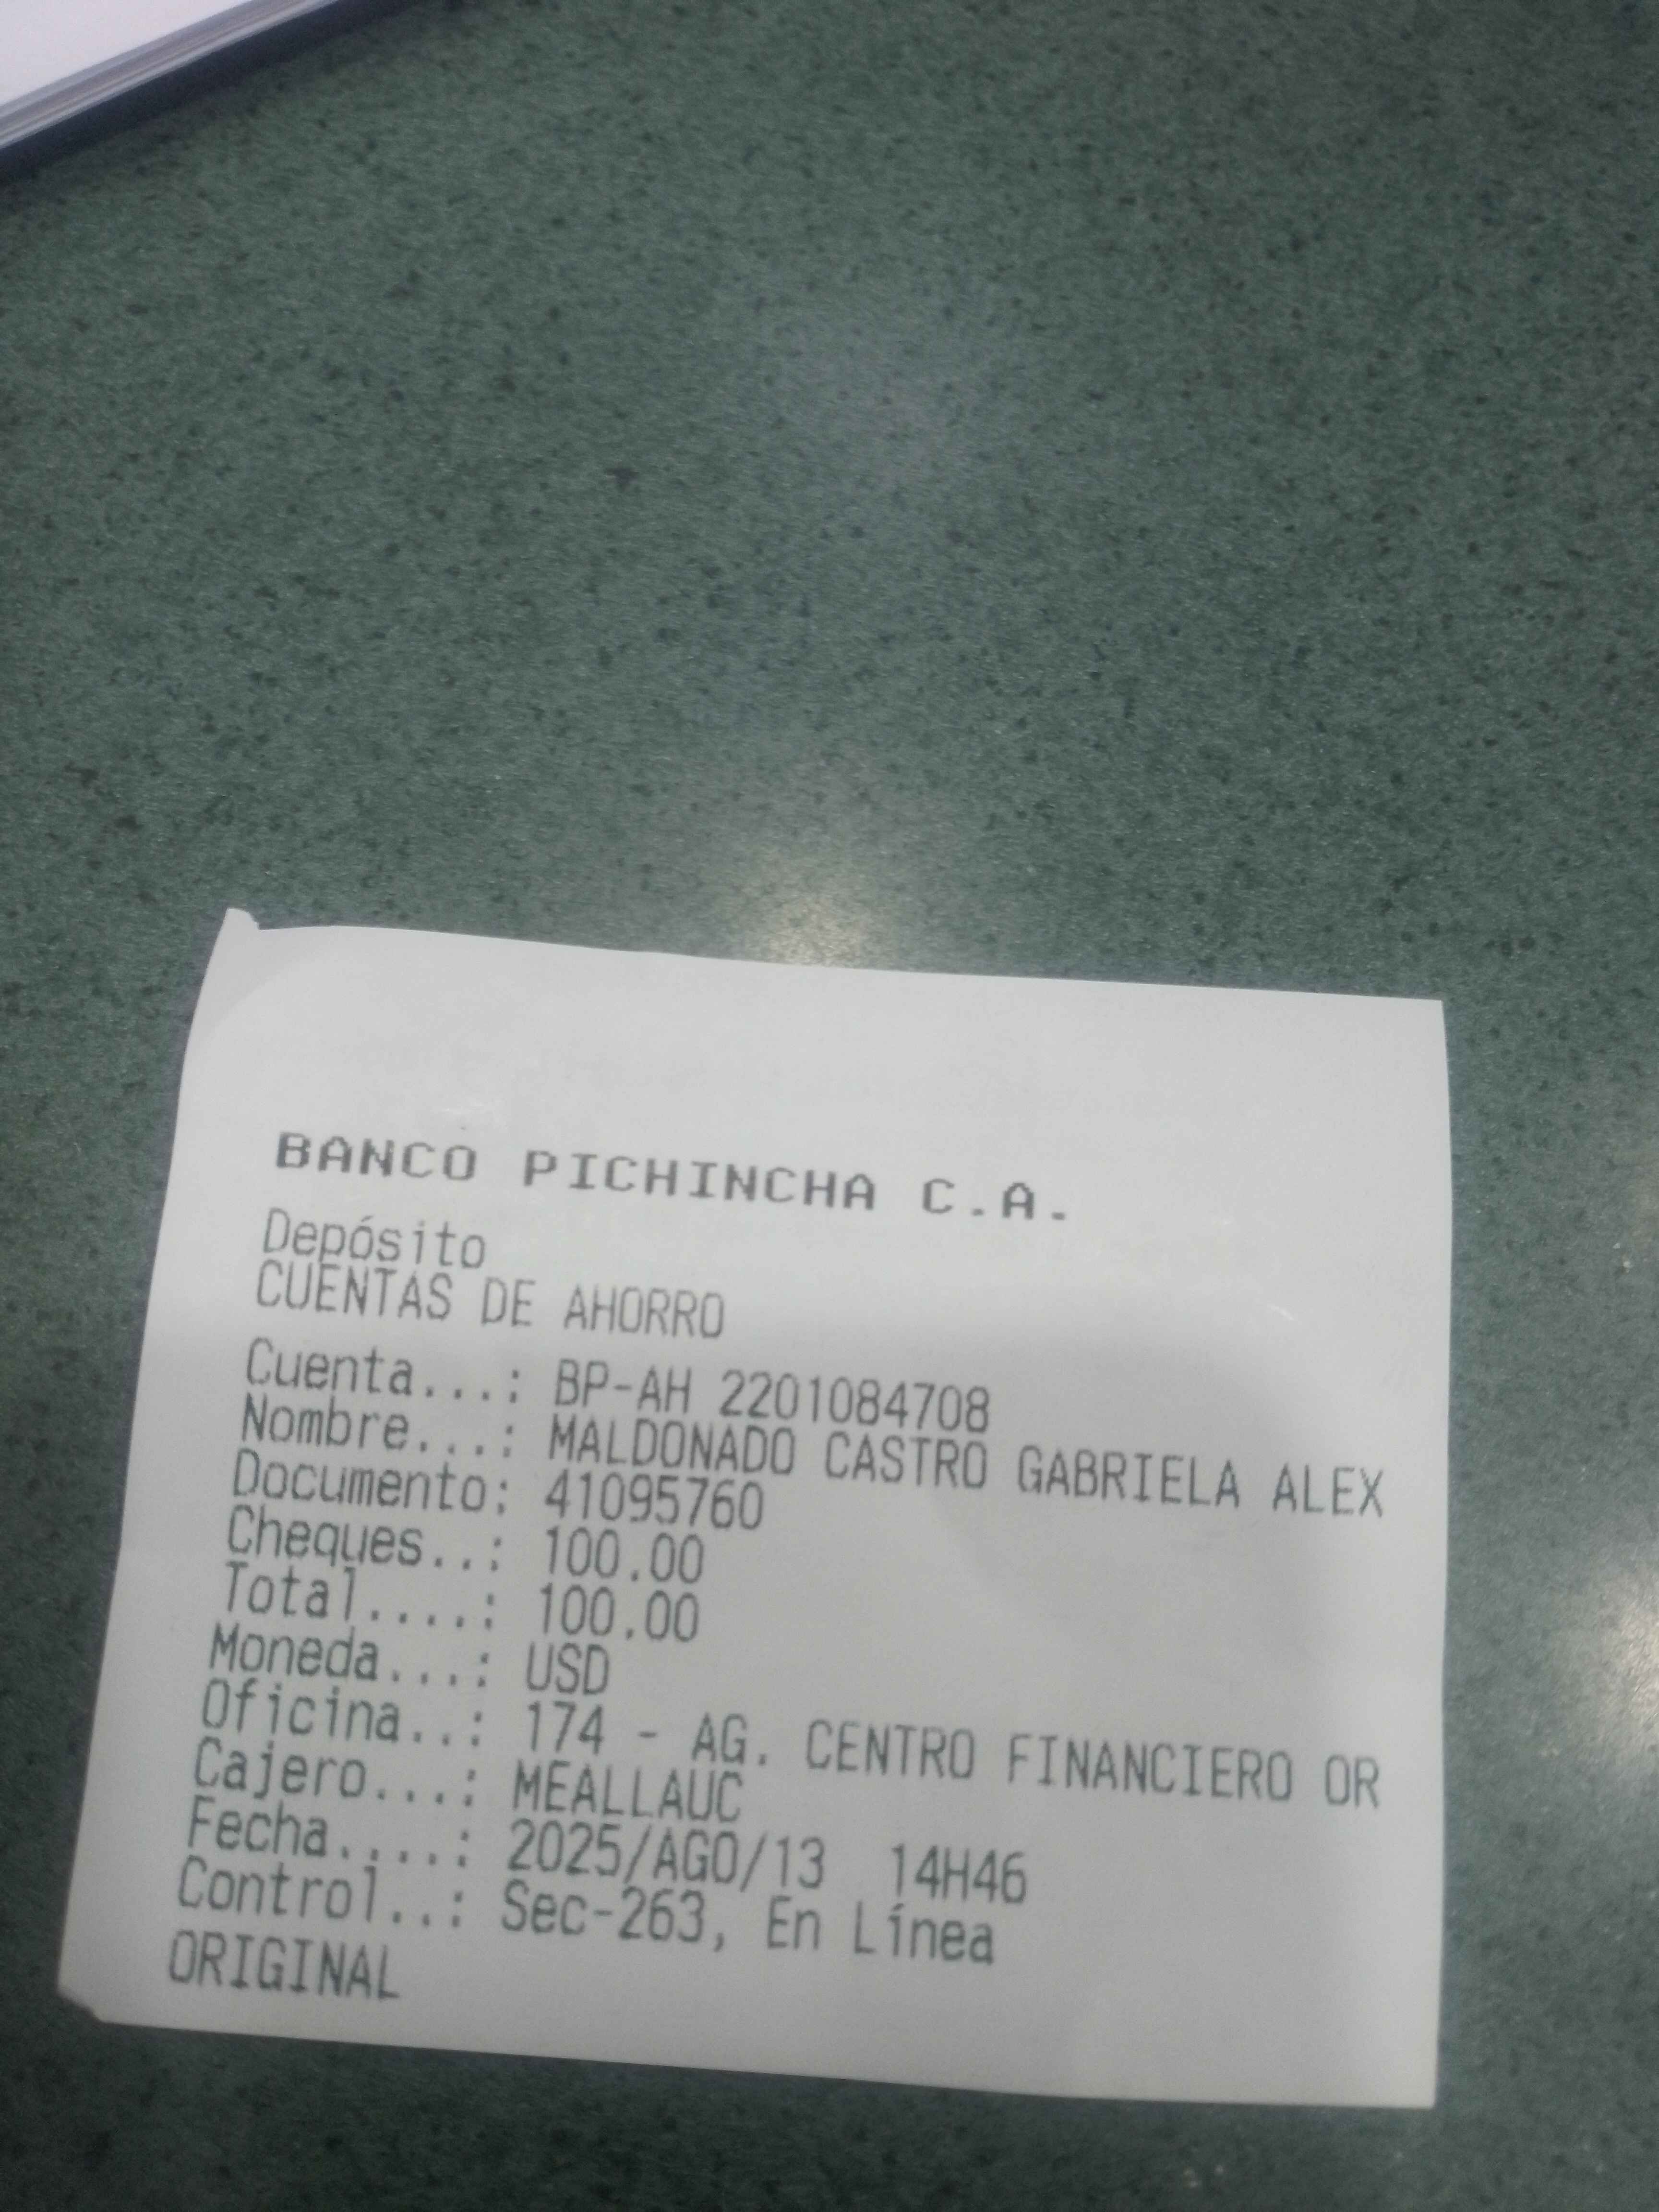 BANCO PICHINCHA C.A.
Depósito
CUENTAS DE AHORRO
Cuenta...: BP-AH 2201084708
Nombre...: MALDONADO CASTRO GABRIELA ALEX
Documento: 41095760
Cheques..: 100.00
Total....: 100.00
Moneda...: USD
Oficina..: 174 - AG. CENTRO FINANCIERO OR
Cajero...: MEALLAUC
Fecha....: 2025/AGO/13 14H46
Control..: Sec-263, En Línea
ORIGINAL